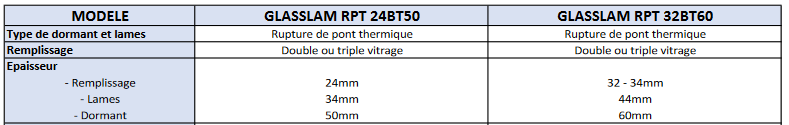 MODELE GLASSLAM RPT 24BT50 GLASSLAM RPT 32BT60
Type de dormant et lames Rupture de pont thermique Rupture de pont thermique
Remplissage Double ou triple vitrage Double ou triple vitrage
Epaisseur
- Remplissage 24mm 32 - 34mm
- Lames 34mm 44mm
- Dormant 50mm 60mm